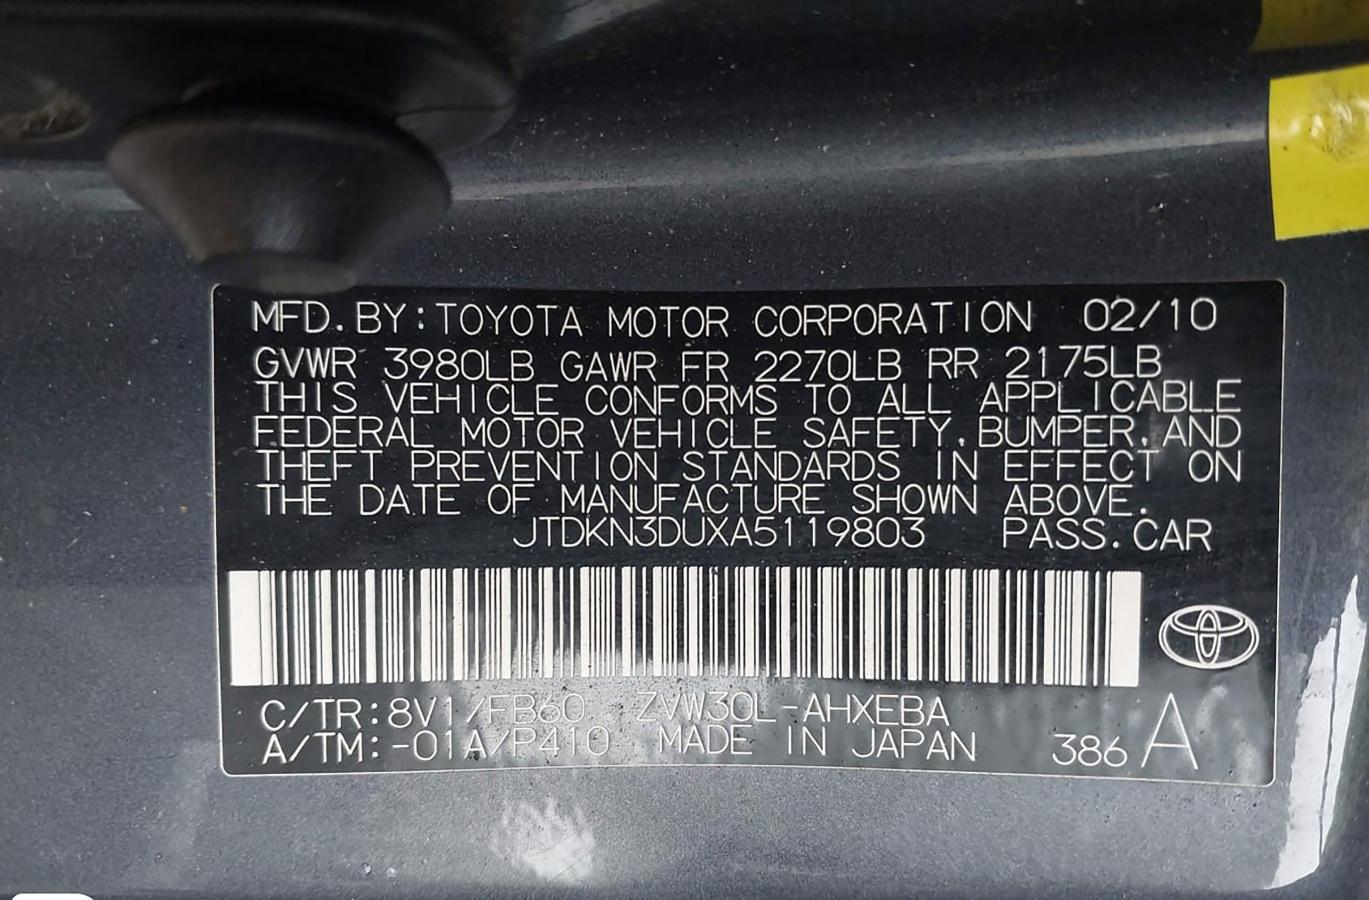 MFD.BY:TOYOTA MOTOR CORPORATION 02/10
GVWR 3980LB GAWR FR 2270LB RR 2175LB
THIS VEHICLE CONFORMS TO ALL APPLICABLE
FEDERAL MOTOR VEHICLE SAFETY,BUMPER,AND
THEFT PREVENTION STANDARDS IN EFFECT ON
THE DATE OF MANUFACTURE SHOWN ABOVE.
JTDKN3DUXA5119803 PASS.CAR
C/TR:8V1/FB60 ZVW30L-AHXEBA
A/TM:-01A/P410 MADE IN JAPAN 386 A